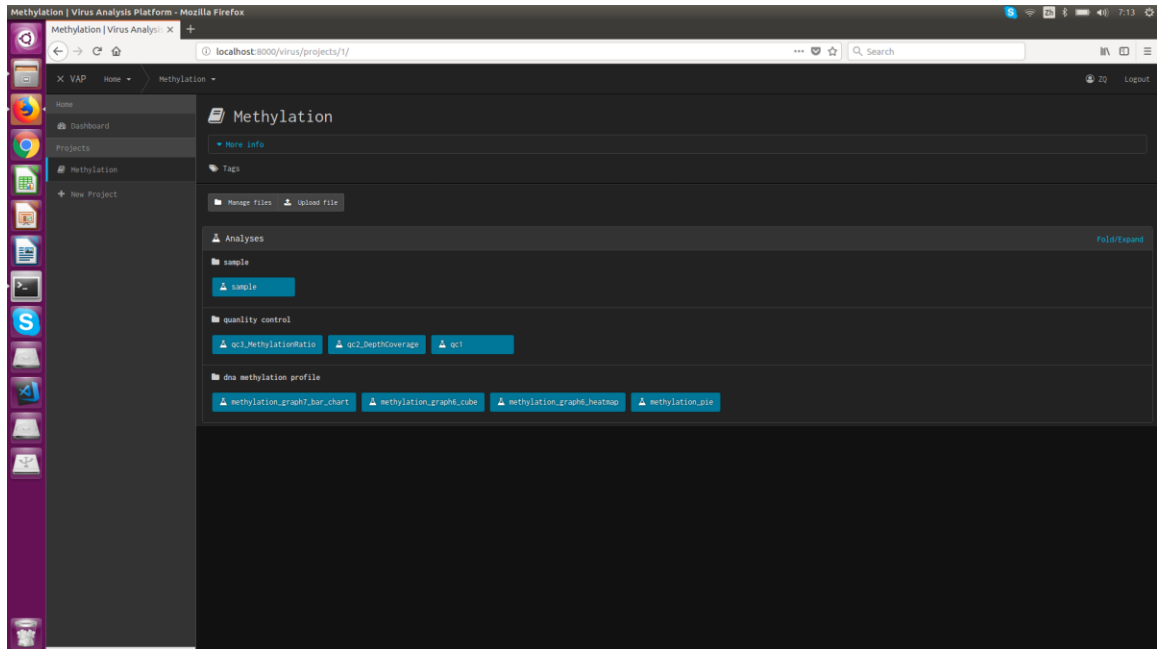 Methylation | Virus Analysis Platform - Mozilla Firefox
S Zh 7:13
Methylation | Virus Analysis × +
localhost:8000/virus/projects/1/ ··· Search
× VAP Home Methylation ZQ Logout
Home
Dashboard
Projects
Methylation
+ New Project
Methylation
More info
Tags
Manage files Upload file
Analyses Fold/Expand
sample
sample
quanlity control
qc3_MethylationRatio qc2_DepthCoverage qc1
dna methylation profile
methylation_graph7_bar_chart methylation_graph6_cube methylation_graph6_heatmap methylation_pie